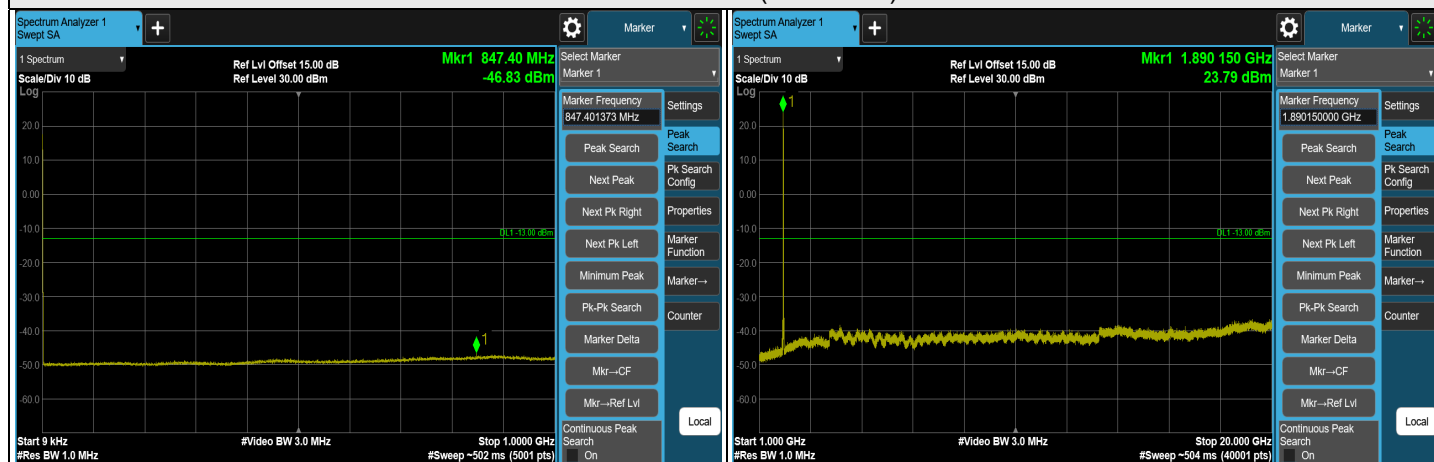 Spectrum Analyzer 1
Swept SA
+
Marker
1 Spectrum
Scale/Div 10 dB
Ref Lvl Offset 15.00 dB
Ref Level 30.00 dBm
Mkr1 847.40 MHz
-46.83 dBm
Log
20.0
10.0
0.00
-10.0
-20.0
-30.0
-40.0
-50.0
-60.0
DL1 -13.00 dBm
1
Start 9 kHz
#Res BW 1.0 MHz
#Video BW 3.0 MHz
Stop 1.0000 GHz
#Sweep ~502 ms (5001 pts)
Select Marker
Marker 1
Marker Frequency
847.401373 MHz
Peak Search
Next Peak
Next Pk Right
Next Pk Left
Minimum Peak
Pk-Pk Search
Marker Delta
Mkr→CF
Mkr→Ref Lvl
Continuous Peak
Search
On
Settings
Peak
Search
Pk Search
Config
Properties
Marker
Function
Marker→
Counter
Local
Spectrum Analyzer 1
Swept SA
+
Marker
1 Spectrum
Scale/Div 10 dB
Ref Lvl Offset 15.00 dB
Ref Level 30.00 dBm
Mkr1 1.890 150 GHz
23.79 dBm
Log
20.0
10.0
0.00
-10.0
-20.0
-30.0
-40.0
-50.0
-60.0
DL1 -13.00 dBm
1
Start 1.000 GHz
#Res BW 1.0 MHz
#Video BW 3.0 MHz
Stop 20.000 GHz
#Sweep ~504 ms (40001 pts)
Select Marker
Marker 1
Marker Frequency
1.890150000 GHz
Peak Search
Next Peak
Next Pk Right
Next Pk Left
Minimum Peak
Pk-Pk Search
Marker Delta
Mkr→CF
Mkr→Ref Lvl
Continuous Peak
Search
On
Settings
Peak
Search
Pk Search
Config
Properties
Marker
Function
Marker→
Counter
Local